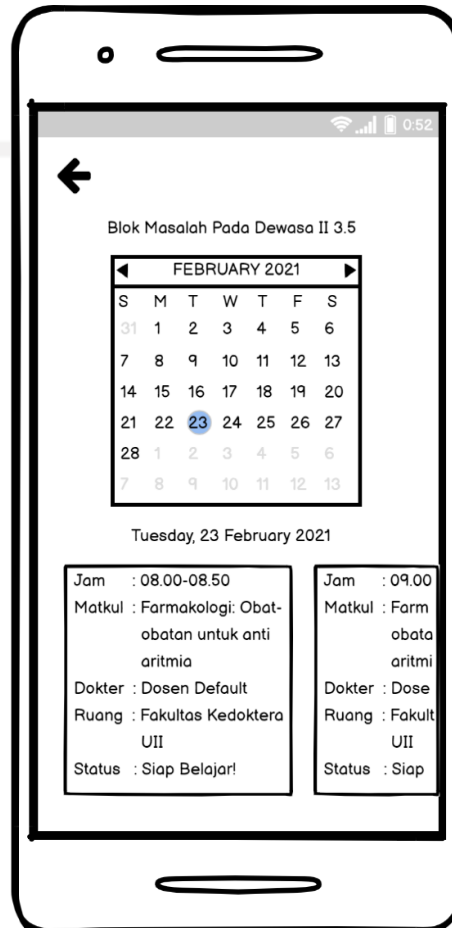 0:52
Blok Masalah Pada Dewasa II 3.5
FEBRUARY 2021
S M T W T F S
31 1 2 3 4 5 6
7 8 9 10 11 12 13
14 15 16 17 18 19 20
21 22 23 24 25 26 27
28 1 2 3 4 5 6
7 8 9 10 11 12 13
Tuesday, 23 February 2021
Jam : 08.00-08.50
Matkul : Farmakologi: Obat-
obatan untuk anti
aritmia
Dokter : Dosen Default
Ruang : Fakultas Kedoktera
UII
Status : Siap Belajar!
Jam : 09.00
Matkul : Farm
obata
aritmi
Dokter : Dose
Ruang : Fakult
UII
Status : Siap